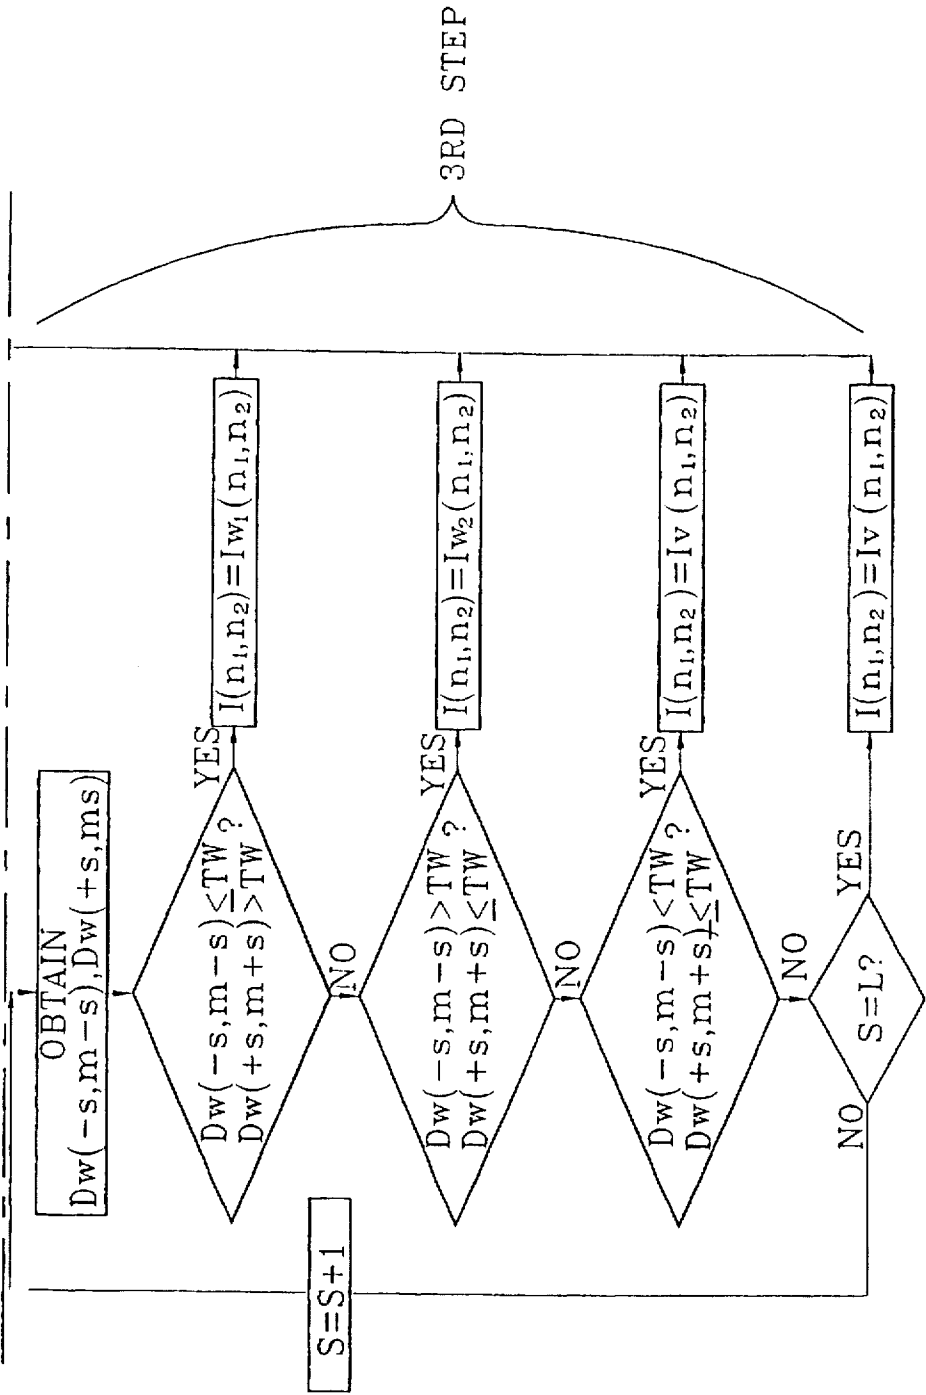 OBTAIN
Dw(-s,m-s),Dw(+s,ms)
Dw(-s,m-s)≤TW
Dw(+s,m+s)>TW ?
YES
I(n₁,n₂)=Iw₁(n₁,n₂)
NO
Dw(-s,m-s)>TW
Dw(+s,m+s)≤TW ?
YES
I(n₁,n₂)=Iw₂(n₁,n₂)
NO
Dw(-s,m-s)<TW
Dw(+s,m+s)≤TW ?
YES
I(n₁,n₂)=Iv(n₁,n₂)
NO
S=L?
YES
I(n₁,n₂)=Iv(n₁,n₂)
NO
S=S+1
3RD STEP